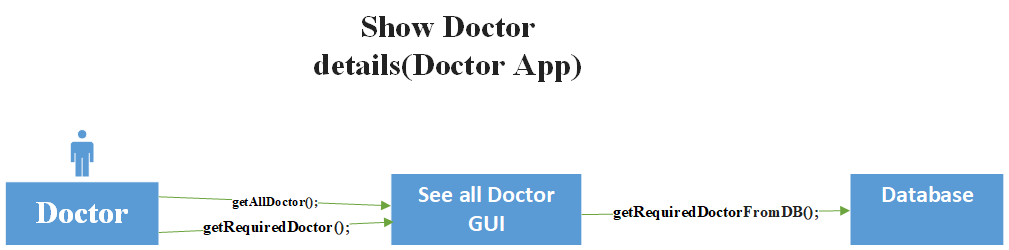 Show Doctor
details(Doctor App)
Doctor
getAllDoctor();
getRequiredDoctor();
See all Doctor
GUI
getRequiredDoctorFromDB();
Database